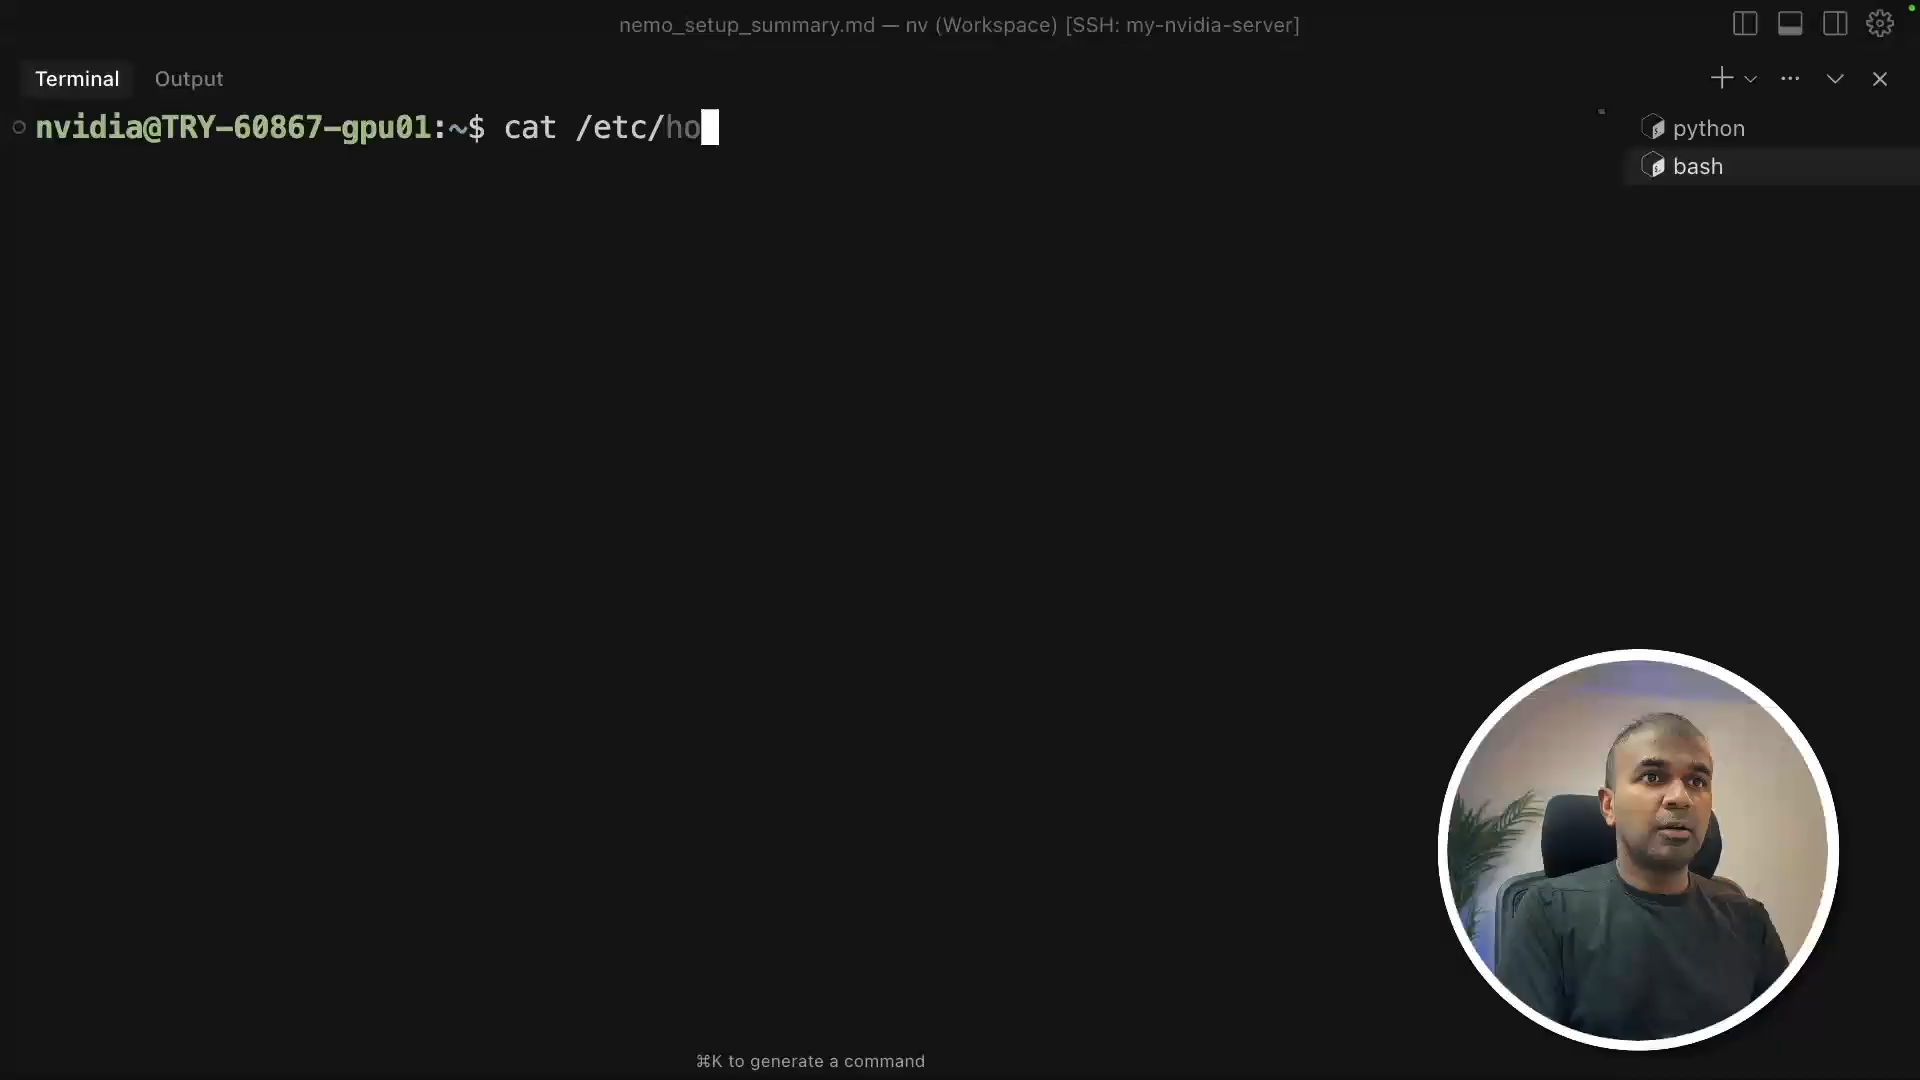 nemo_setup_summary.md — nv (Workspace) [SSH: my-nvidia-server]
Terminal
Output
nvidia@TRY-60867-gpu01:~$ cat /etc/ho
python
bash
⌘K to generate a command